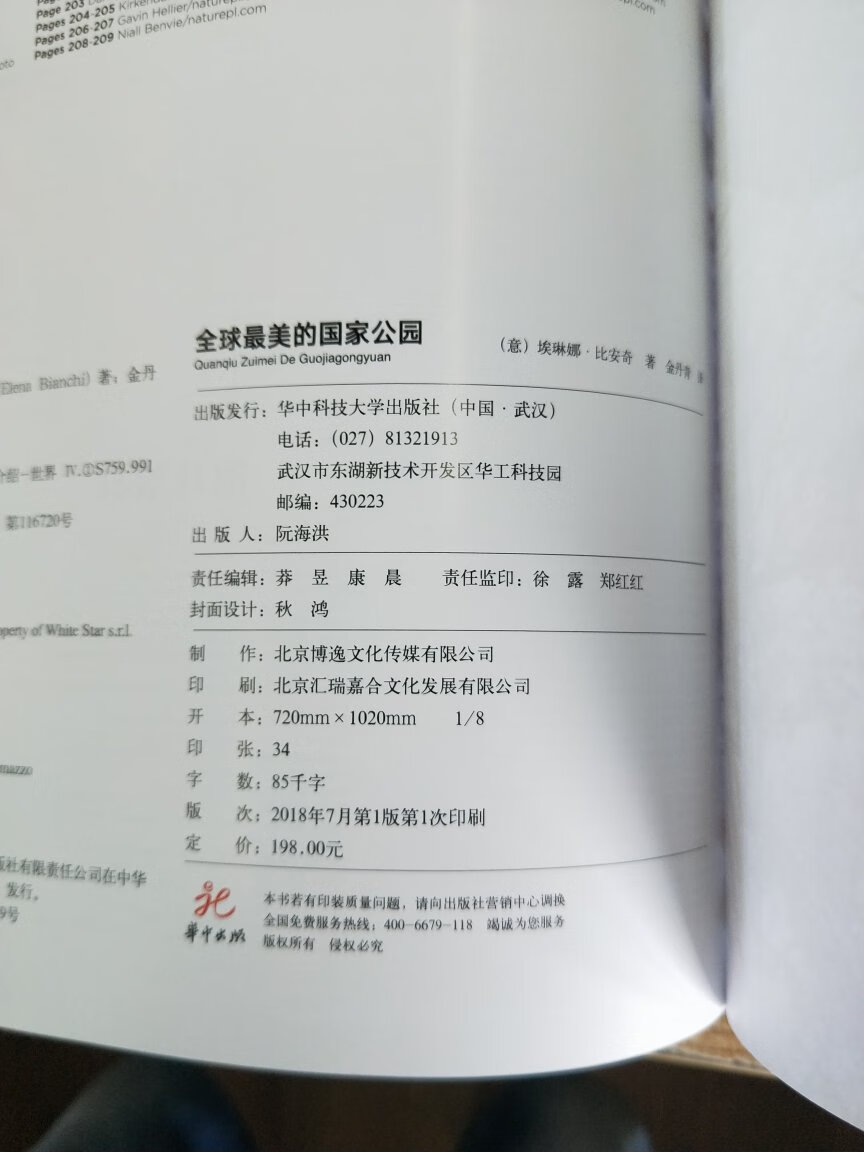 Page 203
Pages 204-205
Pages 206-207 Gavin Hellier/naturepl.
Pages 208-209 Niall Benvie/naturepl.com
oto
全球最美的国家公园
Quanqiu Zuimei De Guojiagongyuan
（意）埃琳娜·比安奇 著 金丹青 译
Elena Bianchi) 著；金丹
介绍－世界 Ⅳ.①S759.991
第116720号
operty of White Star s.r.l.
版社有限责任公司在中华
发行，
9号
出版发行：华中科技大学出版社（中国·武汉）
电话：（027）81321913
武汉市东湖新技术开发区华工科技园
邮编：430223
出 版 人：阮海洪
责任编辑：莽 昱 康 晨 责任监印：徐 露 郑红红
封面设计：秋 鸿
制 作：北京博逸文化传媒有限公司
印 刷：北京汇瑞嘉合文化发展有限公司
开 本：720mm×1020mm 1/8
印 张：34
字 数：85千字
版 次：2018年7月第1版第1次印刷
定 价：198.00元
华中出版
本书若有印装质量问题，请向出版社营销中心调换
全国免费服务热线：400-6679-118 竭诚为您服务
版权所有 侵权必究